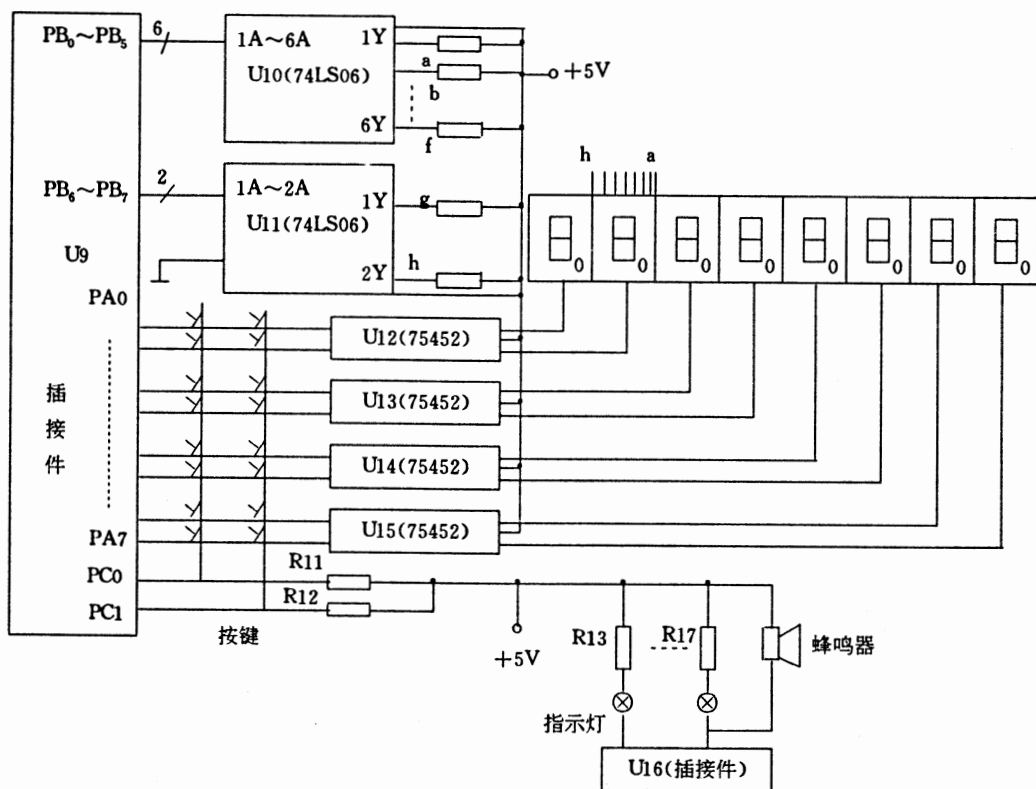 PB₀～PB₅
6
1A～6A
1Y
U10(74LS06)
a
b
6Y
f
+5V
PB₆～PB₇
2
1A～2A
1Y
U11(74LS06)
g
2Y
h
h
a
0
0
0
0
0
0
0
0
U9
PA0
插接件
PA7
PC0
PC1
U12(75452)
U13(75452)
U14(75452)
U15(75452)
R11
R12
按键
+5V
R13
R17
蜂鸣器
指示灯
U16(插接件)